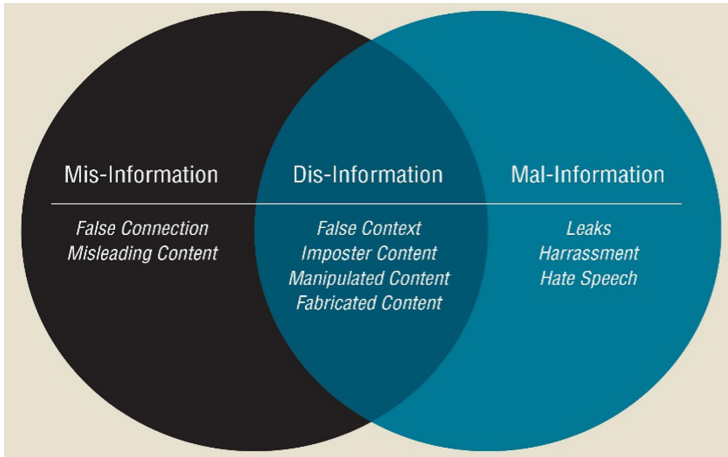 Mis-Information
False Connection
Misleading Content
Dis-Information
False Context
Imposter Content
Manipulated Content
Fabricated Content
Mal-Information
Leaks
Harrassment
Hate Speech